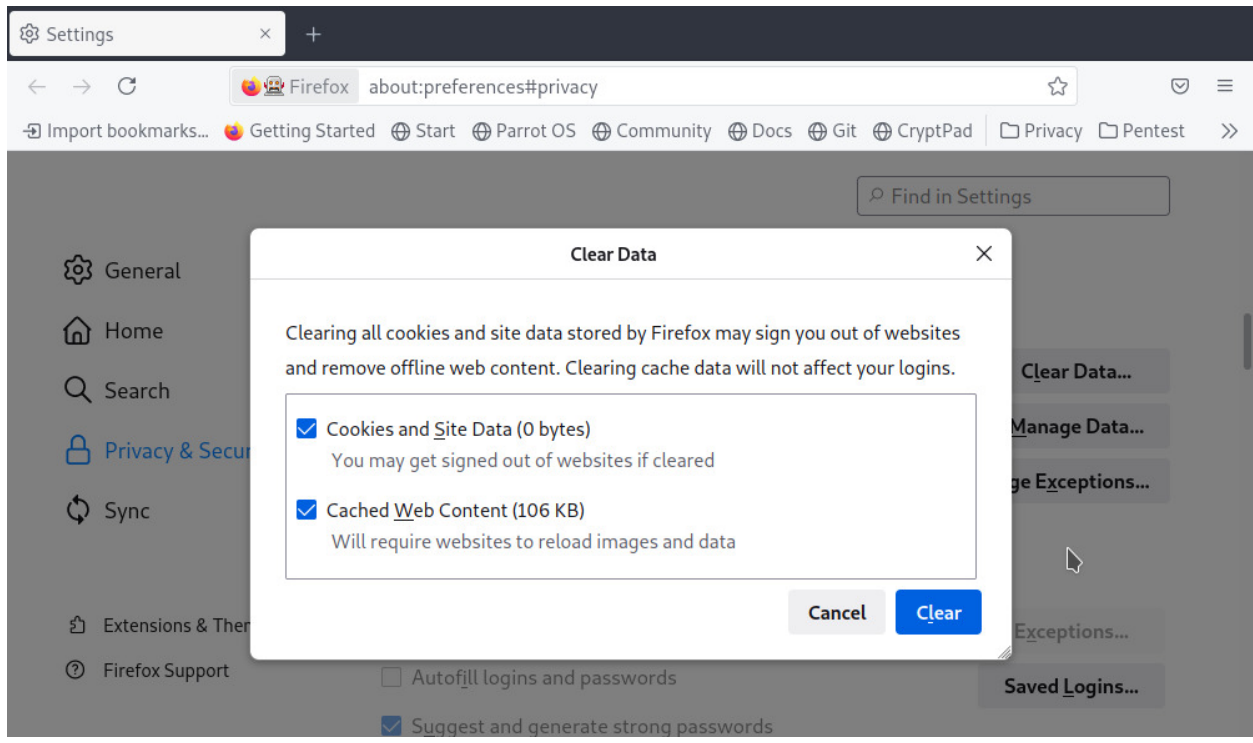 Settings
Firefox about:preferences#privacy
Import bookmarks... Getting Started Start Parrot OS Community Docs Git CryptPad Privacy Pentest
Find in Settings
Clear Data
General
Home
Search
Privacy & Secur
Sync
Extensions & Ther
Firefox Support
Clearing all cookies and site data stored by Firefox may sign you out of websites
and remove offline web content. Clearing cache data will not affect your logins.
Cookies and Site Data (0 bytes)
You may get signed out of websites if cleared
Cached Web Content (106 KB)
Will require websites to reload images and data
Cancel Clear
Clear Data...
Manage Data...
ge Exceptions...
Exceptions...
Autofill logins and passwords
Saved Logins...
Suggest and generate strong passwords